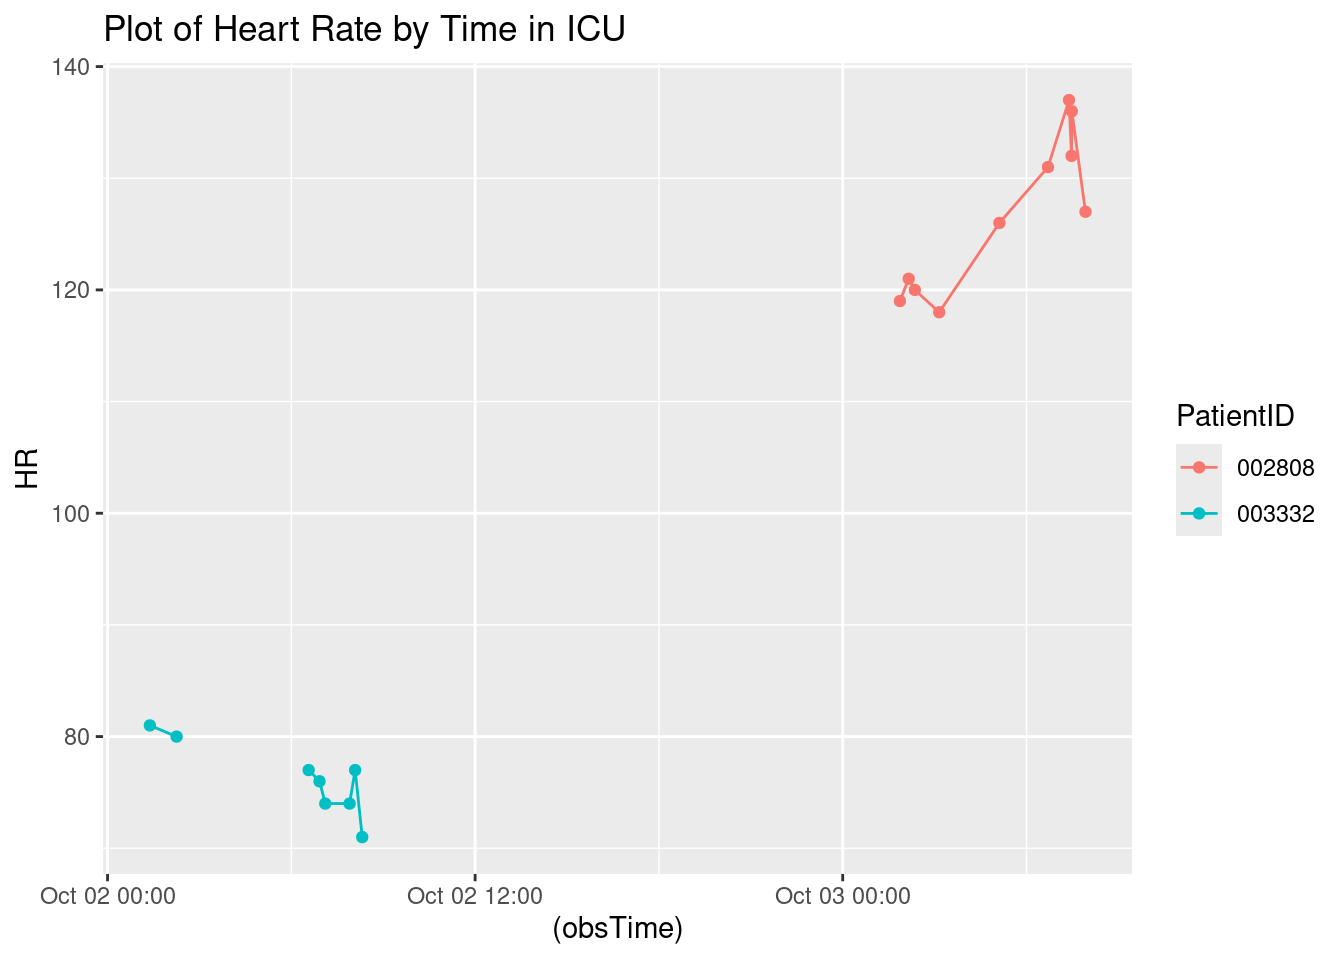 Plot of Heart Rate by Time in ICU
140
120
100
80
HR
Oct 02 00:00
Oct 02 12:00
Oct 03 00:00
(obsTime)
PatientID
002808
003332